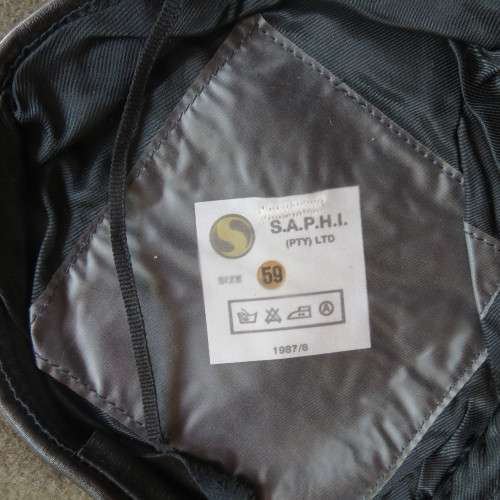 S.A.P.H.I.
(PTY) LTD
SIZE 59
A
1987/8